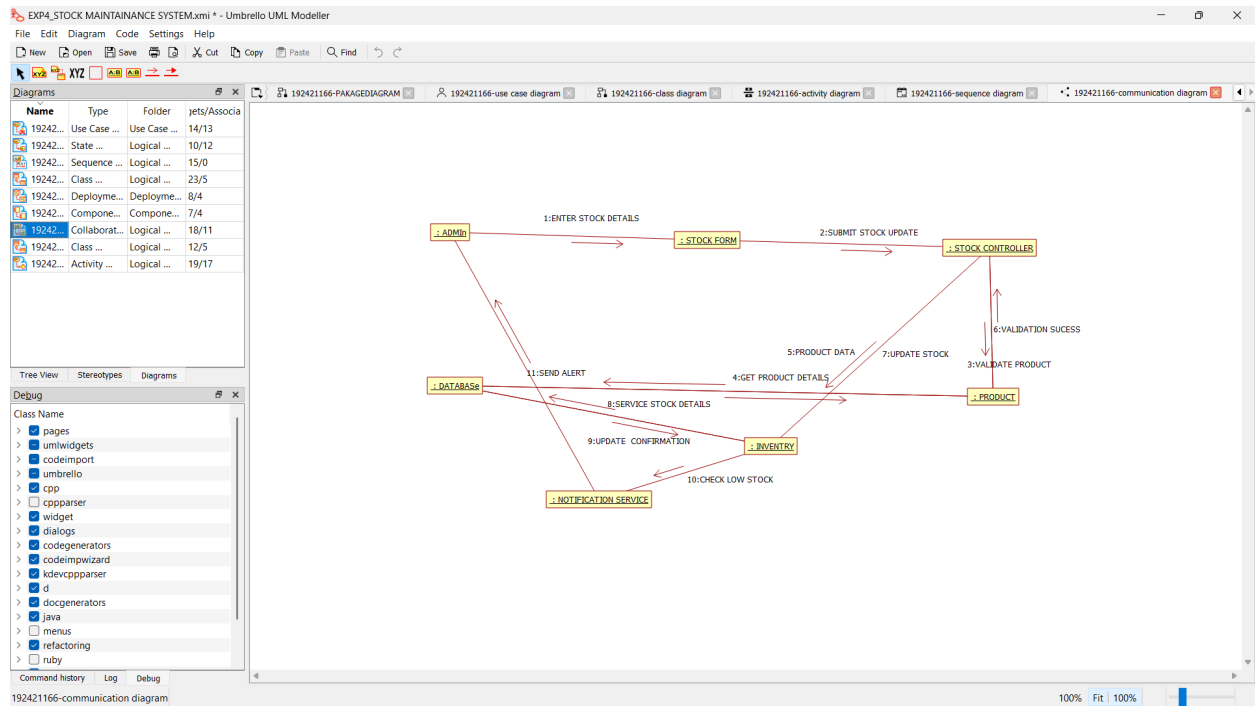 EXP4_STOCK MAINTAINANCE SYSTEM.xmi * - Umbrello UML Modeller
File Edit Diagram Code Settings Help
New Open Save Cut Copy Paste Find
XYZ XYZ A:B A:B
Diagrams
192421166-PAKAGEDIAGRAM 192421166-use case diagram 192421166-class diagram 192421166-activity diagram 192421166-sequence diagram 192421166-communication diagram
Name Type Folder jets/Associa
19242... Use Case ... Use Case ... 14/13
19242... State ... Logical ... 10/12
19242... Sequence ... Logical ... 15/0
19242... Class ... Logical ... 23/5
19242... Deployme... Deployme... 8/4
19242... Compone... Compone... 7/4
19242... Collaborat... Logical ... 18/11
19242... Class ... Logical ... 12/5
19242... Activity ... Logical ... 19/17
Tree View Stereotypes Diagrams
Debug
Class Name
pages
umlwidgets
codeimport
umbrello
cpp
cppparser
widget
dialogs
codegenerators
codeimpwizard
kdevcppparser
d
docgenerators
java
menus
refactoring
ruby
Command history Log Debug
192421166-communication diagram
1:ENTER STOCK DETAILS
: ADMIn
: STOCK FORM
2:SUBMIT STOCK UPDATE
: STOCK CONTROLLER
6:VALIDATION SUCESS
5:PRODUCT DATA
7:UPDATE STOCK
3:VALIDATE PRODUCT
11:SEND ALERT
4:GET PRODUCT DETAILS
: DATABASe
: PRODUCT
8:SERVICE STOCK DETAILS
9:UPDATE CONFIRMATION
: INVENTRY
10:CHECK LOW STOCK
: NOTIFICATION SERVICE
100% Fit 100%